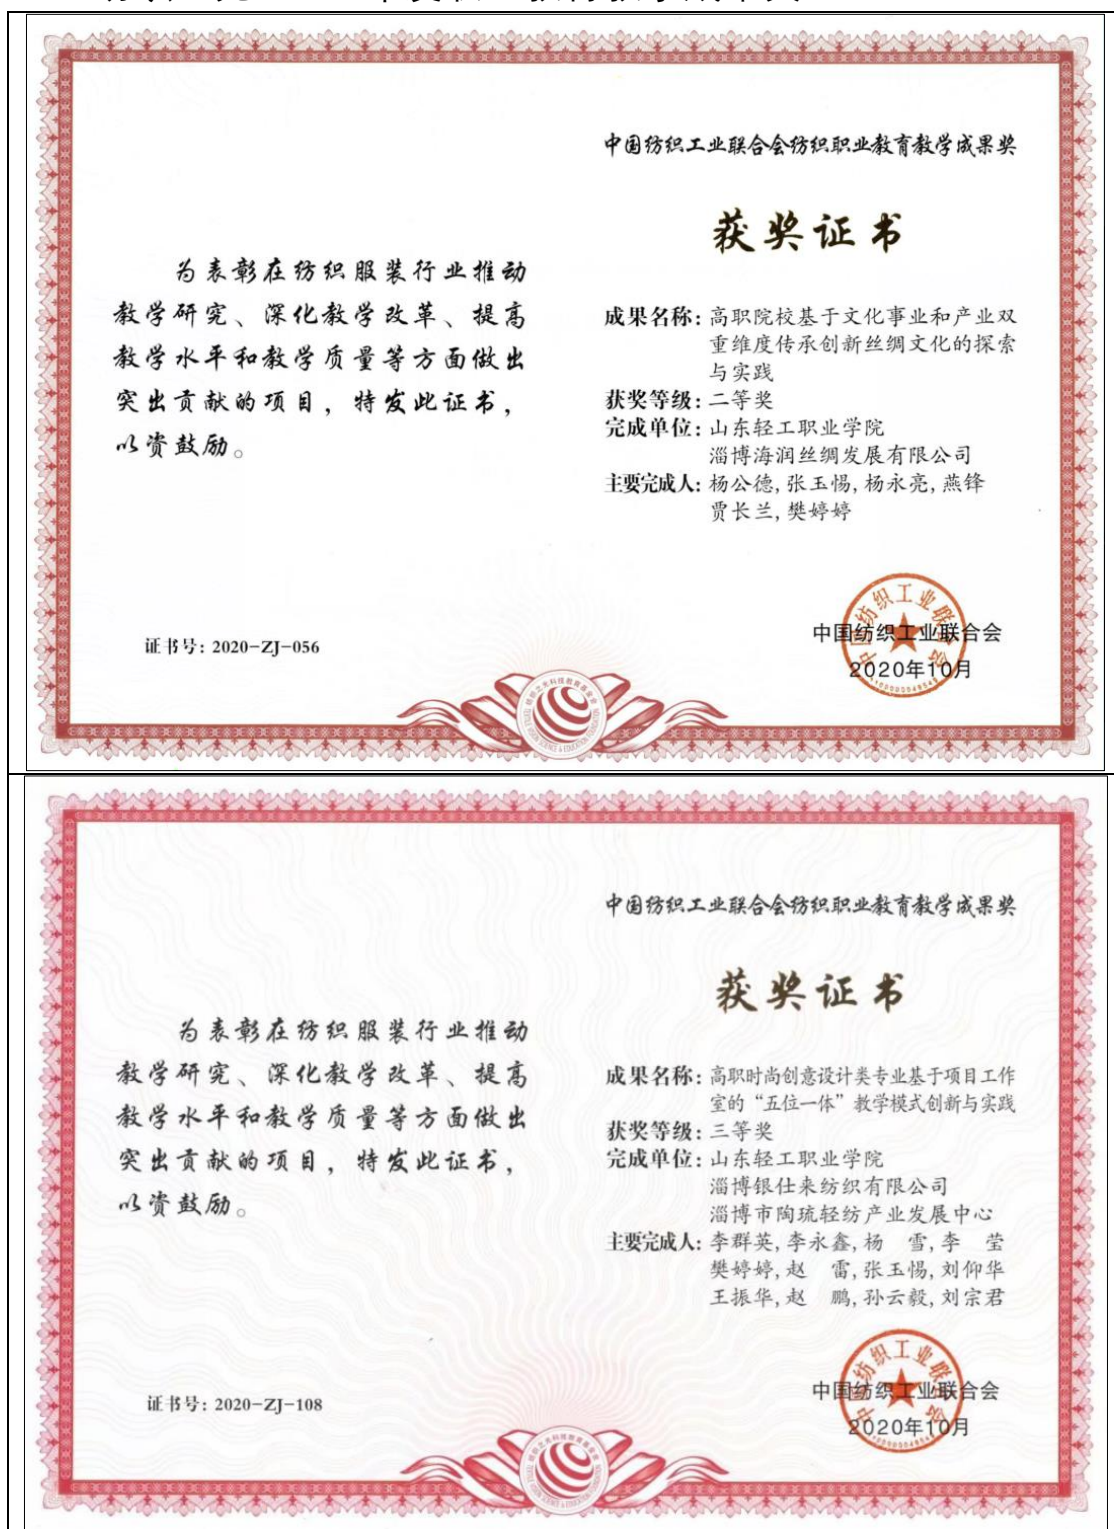 中国纺织工业联合会纺织职业教育教学成果奖
获奖证书
为表彰在纺织服装行业推动
教学研究、深化教学改革、提高
教学水平和教学质量等方面做出
突出贡献的项目，特发此证书，
以资鼓励。
成果名称：高职院校基于文化事业和产业双
重维度传承创新丝绸文化的探索
与实践
获奖等级：二等奖
完成单位：山东轻工职业学院
淄博海润丝绸发展有限公司
主要完成人：杨公德，张玉惕，杨永亮，燕锋
贾长兰，樊婷婷
证书号：2020-ZJ-056
中国纺织工业联合会
2020年10月
中国纺织工业联合会纺织职业教育教学成果奖
获奖证书
为表彰在纺织服装行业推动
教学研究、深化教学改革、提高
教学水平和教学质量等方面做出
突出贡献的项目，特发此证书，
以资鼓励。
成果名称：高职时尚创意设计类专业基于项目工作
室的“五位一体”教学模式创新与实践
获奖等级：三等奖
完成单位：山东轻工职业学院
淄博银仕来纺织有限公司
淄博市陶琉轻纺产业发展中心
主要完成人：李群英，李永鑫，杨　雪，李　莹
樊婷婷，赵　雷，张玉惕，刘仰华
王振华，赵　鹏，孙云毅，刘宗君
证书号：2020-ZJ-108
中国纺织工业联合会
2020年10月